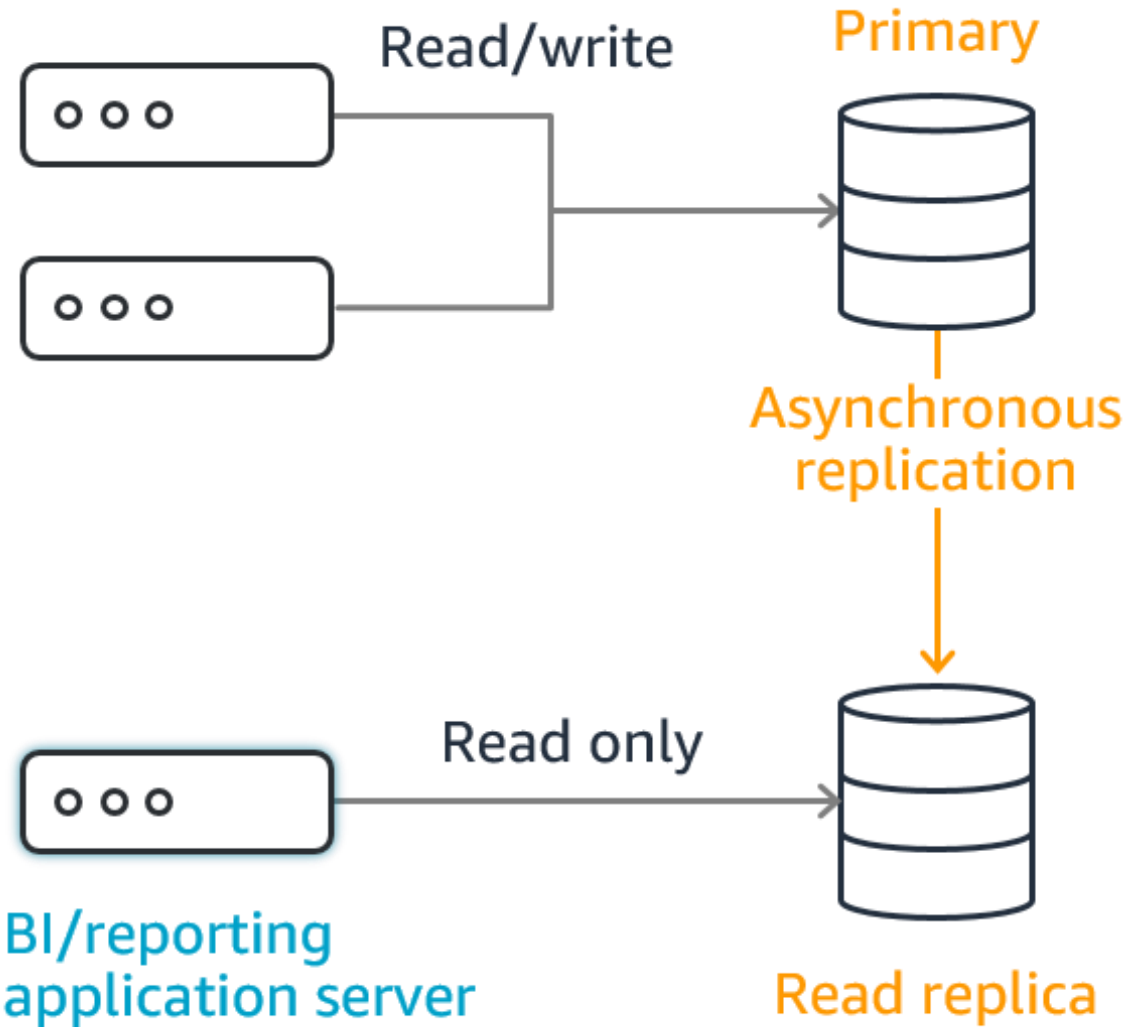 Primary
Read/write
Asynchronous
replication
Read only
BI/reporting
application server
Read replica